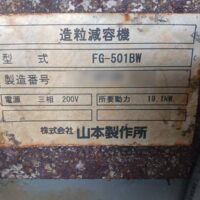 造粒減容機
型式 FG-501BW
製造番号
電源 三相 200V 所要動力 19.1kW
株式会社 山本製作所